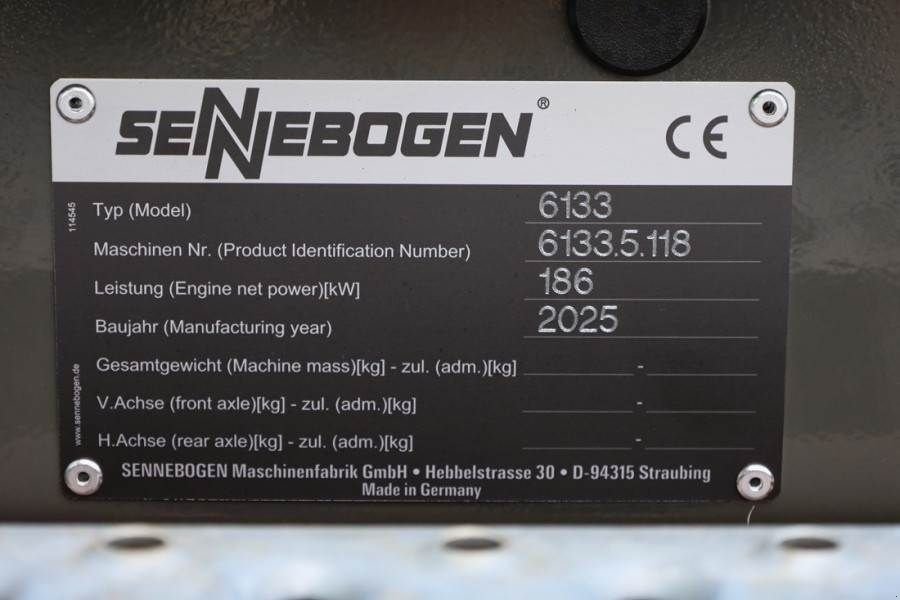 SENNEBOGEN® CE
114545
Typ (Model) 6133
Maschinen Nr. (Product Identification Number) 6133.5.118
Leistung (Engine net power)[kW] 186
Baujahr (Manufacturing year) 2025
Gesamtgewicht (Machine mass)[kg] - zul. (adm.)[kg] -
V.Achse (front axle)[kg] - zul. (adm.)[kg] -
H.Achse (rear axle)[kg] - zul. (adm.)[kg] -
www.sennebogen.de
SENNEBOGEN Maschinenfabrik GmbH • Hebbelstrasse 30 • D-94315 Straubing
Made in Germany